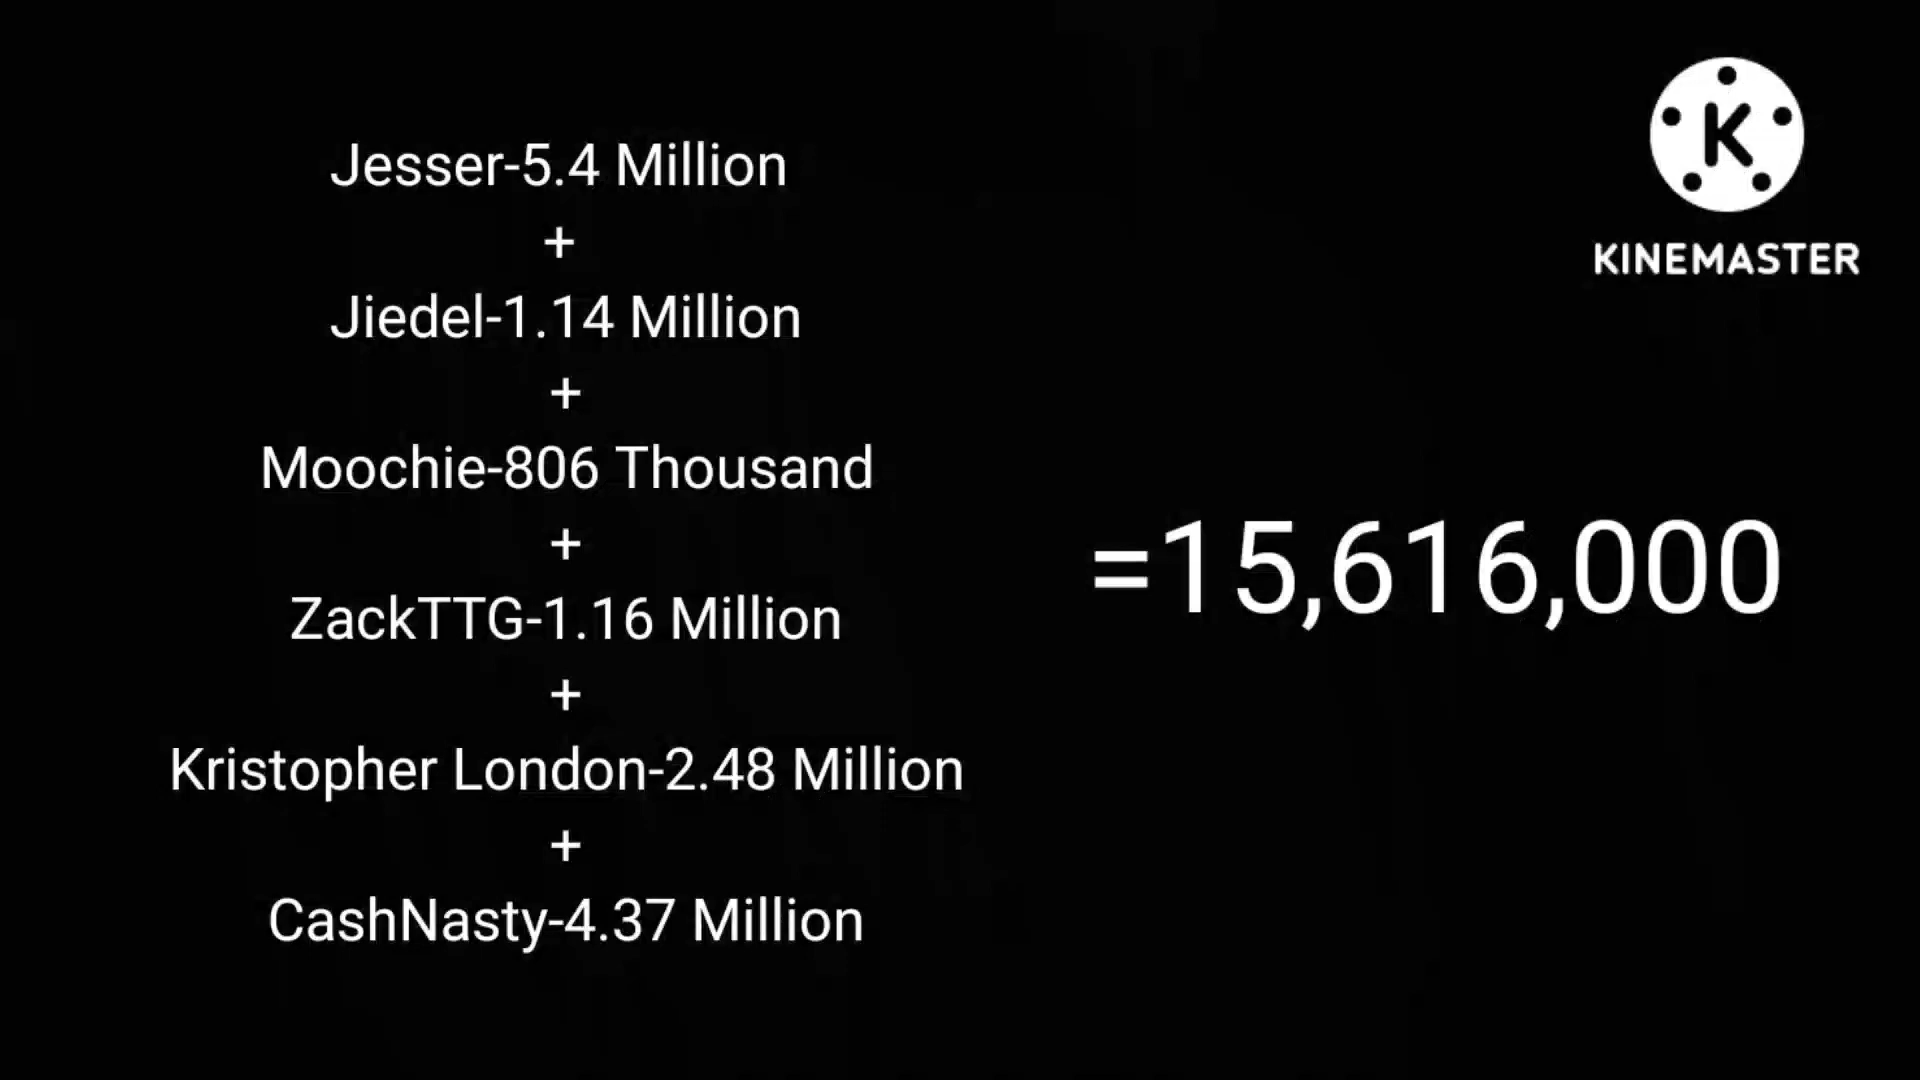 Jesser-5.4 Million
+
Jiedel-1.14 Million
+
Moochie-806 Thousand
+
ZackTTG-1.16 Million
+
Kristopher London-2.48 Million
+
CashNasty-4.37 Million
=15,616,000
K
KINEMASTER